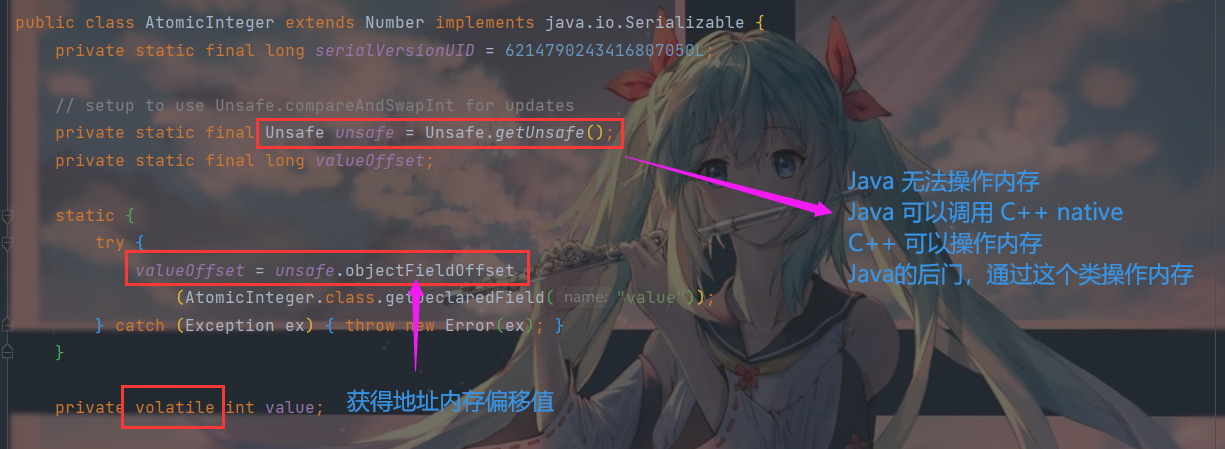 public class AtomicInteger extends Number implements java.io.Serializable {
private static final long serialVersionUID = 6214790243416807050L;
// setup to use Unsafe.compareAndSwapInt for updates
private static final Unsafe unsafe = Unsafe.getUnsafe();
private static final long valueOffset;
Java 无法操作内存
Java 可以调用 C++ native
C++ 可以操作内存
Java的后门，通过这个类操作内存
static {
try {
valueOffset = unsafe.objectFieldOffset
(AtomicInteger.class.getDeclaredField( name: "value"));
} catch (Exception ex) { throw new Error(ex); }
}
private volatile int value;
获得地址内存偏移值